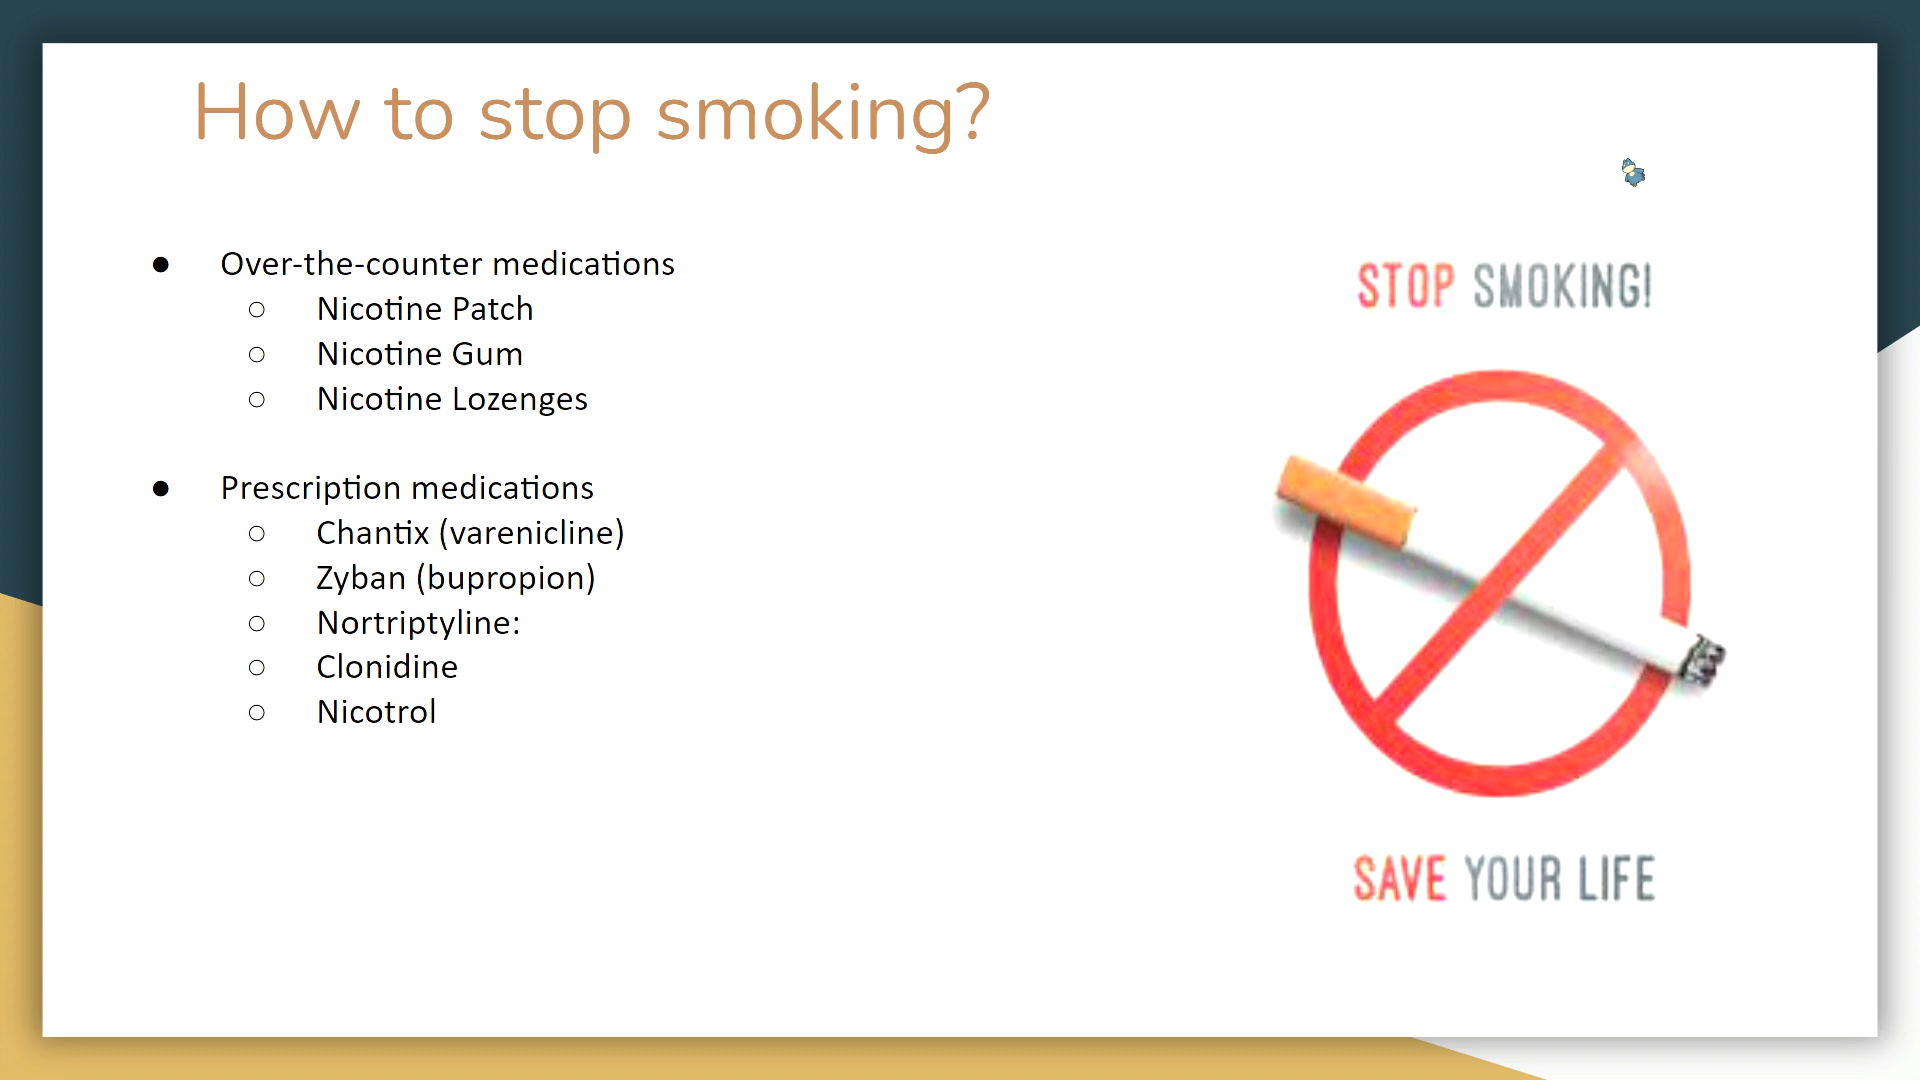 How to stop smoking?
● Over-the-counter medications
○ Nicotine Patch
○ Nicotine Gum
○ Nicotine Lozenges
● Prescription medications
○ Chantix (varenicline)
○ Zyban (bupropion)
○ Nortriptyline:
○ Clonidine
○ Nicotrol
STOP SMOKING!
SAVE YOUR LIFE